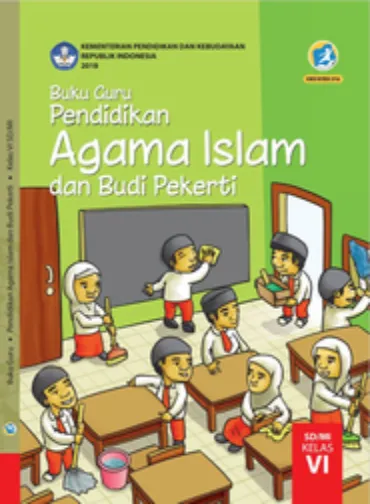 KEMENTERIAN PENDIDIKAN DAN KEBUDAYAAN
REPUBLIK INDONESIA
2018
Buku Guru
Pendidikan
Agama Islam
dan Budi Pekerti
SD/MI
KELAS
VI
Buku Guru • Pendidikan Agama Islam dan Budi Pekerti • Kelas VI SD/MI